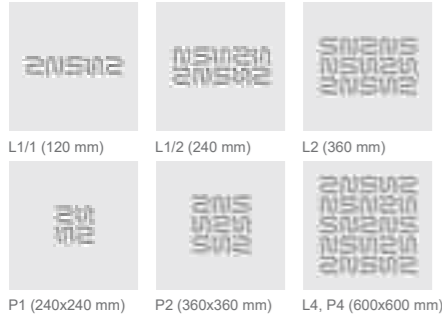 L1/1 (120 mm)
L1/2 (240 mm)
L2 (360 mm)
P1 (240x240 mm)
P2 (360x360 mm)
L4, P4 (600x600 mm)